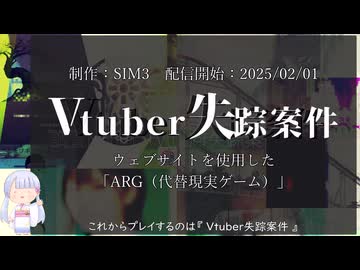 制作：SIM3　配信開始：2025/02/01
Vtuber失踪案件
ウェブサイトを使用した
「ARG（代替現実ゲーム）」
これからプレイするのは『 Vtuber失踪案件 』